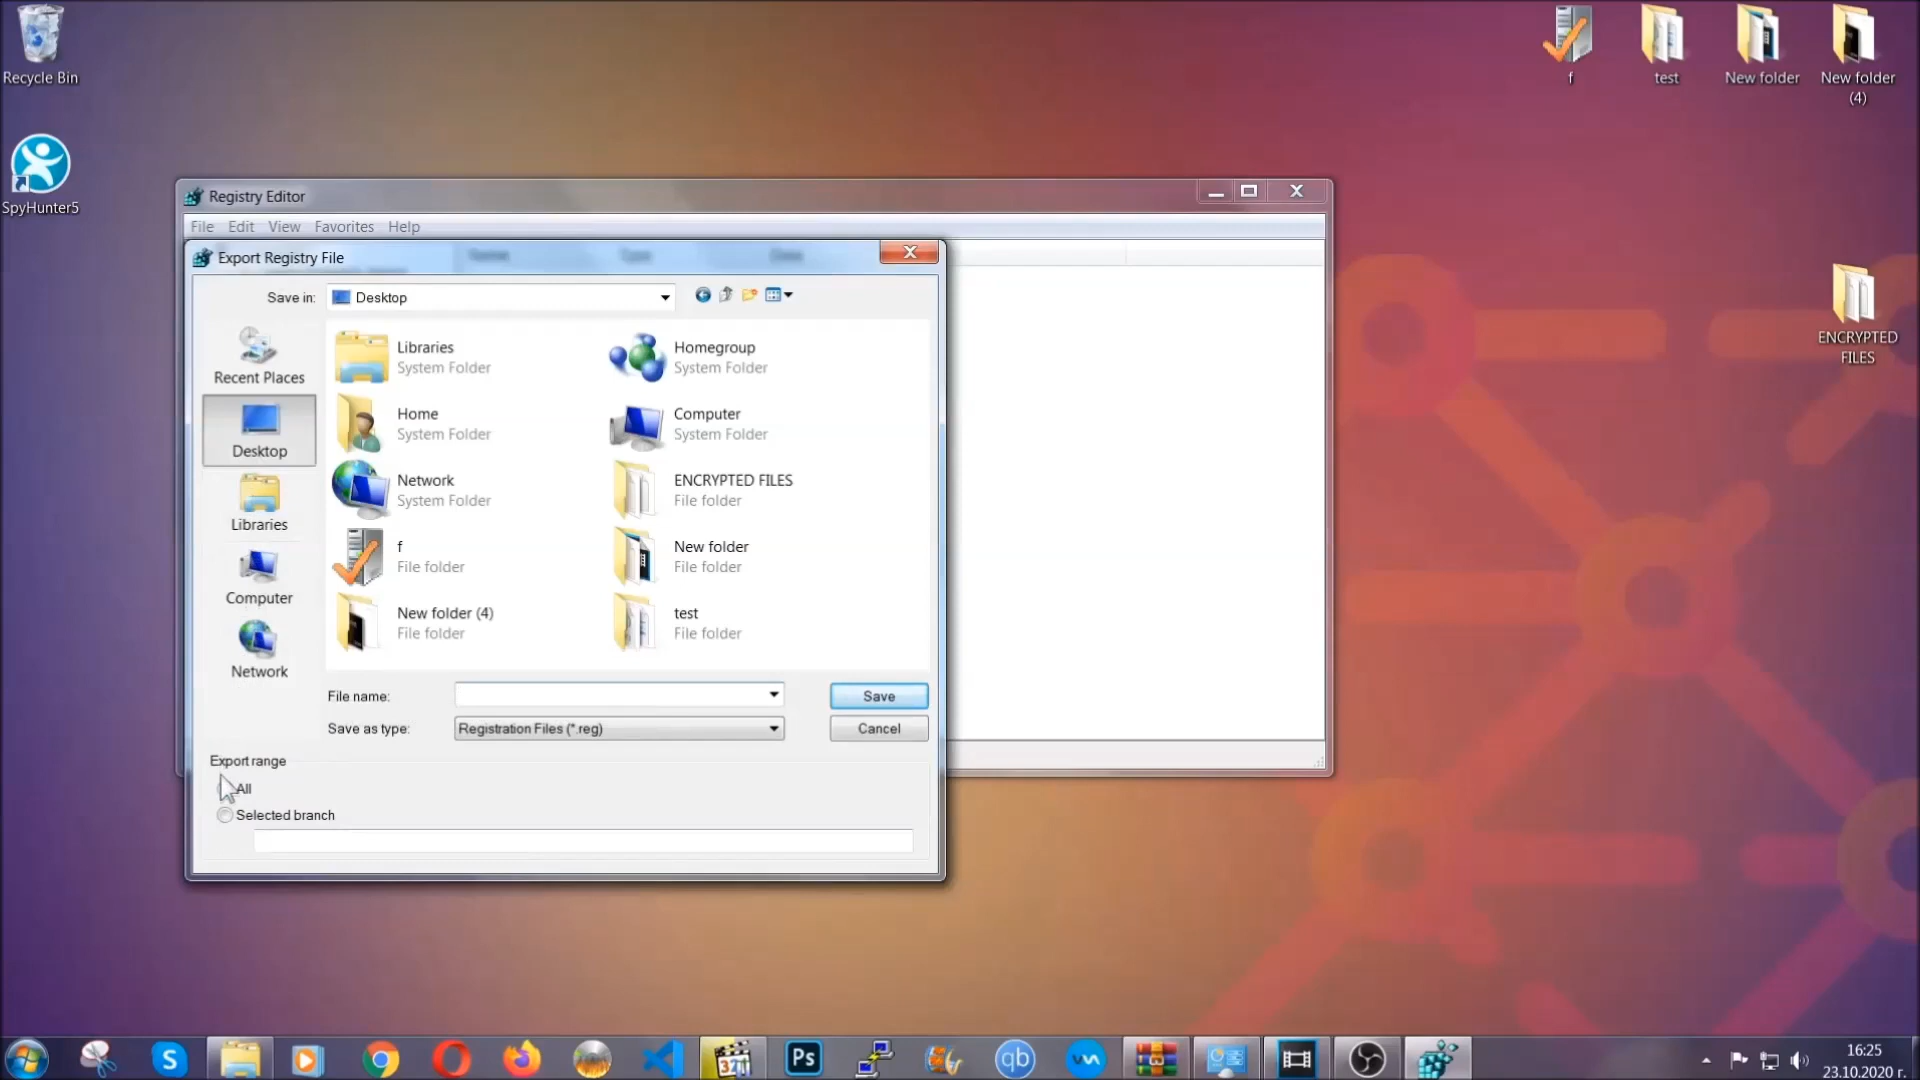 Recycle Bin
SpyHunter5
f
test
New folder
New folder
(4)
ENCRYPTED
FILES
Registry Editor
File Edit View Favorites Help
Export Registry File
Save in:
Desktop
Recent Places
Desktop
Libraries
Computer
Network
Libraries
System Folder
Homegroup
System Folder
Home
System Folder
Computer
System Folder
Network
System Folder
ENCRYPTED FILES
File folder
f
File folder
New folder
File folder
New folder (4)
File folder
test
File folder
File name:
Save
Save as type:
Registration Files (*.reg)
Cancel
Export range
All
Selected branch
S
321
Ps
qb
16:25
23.10.2020 г.